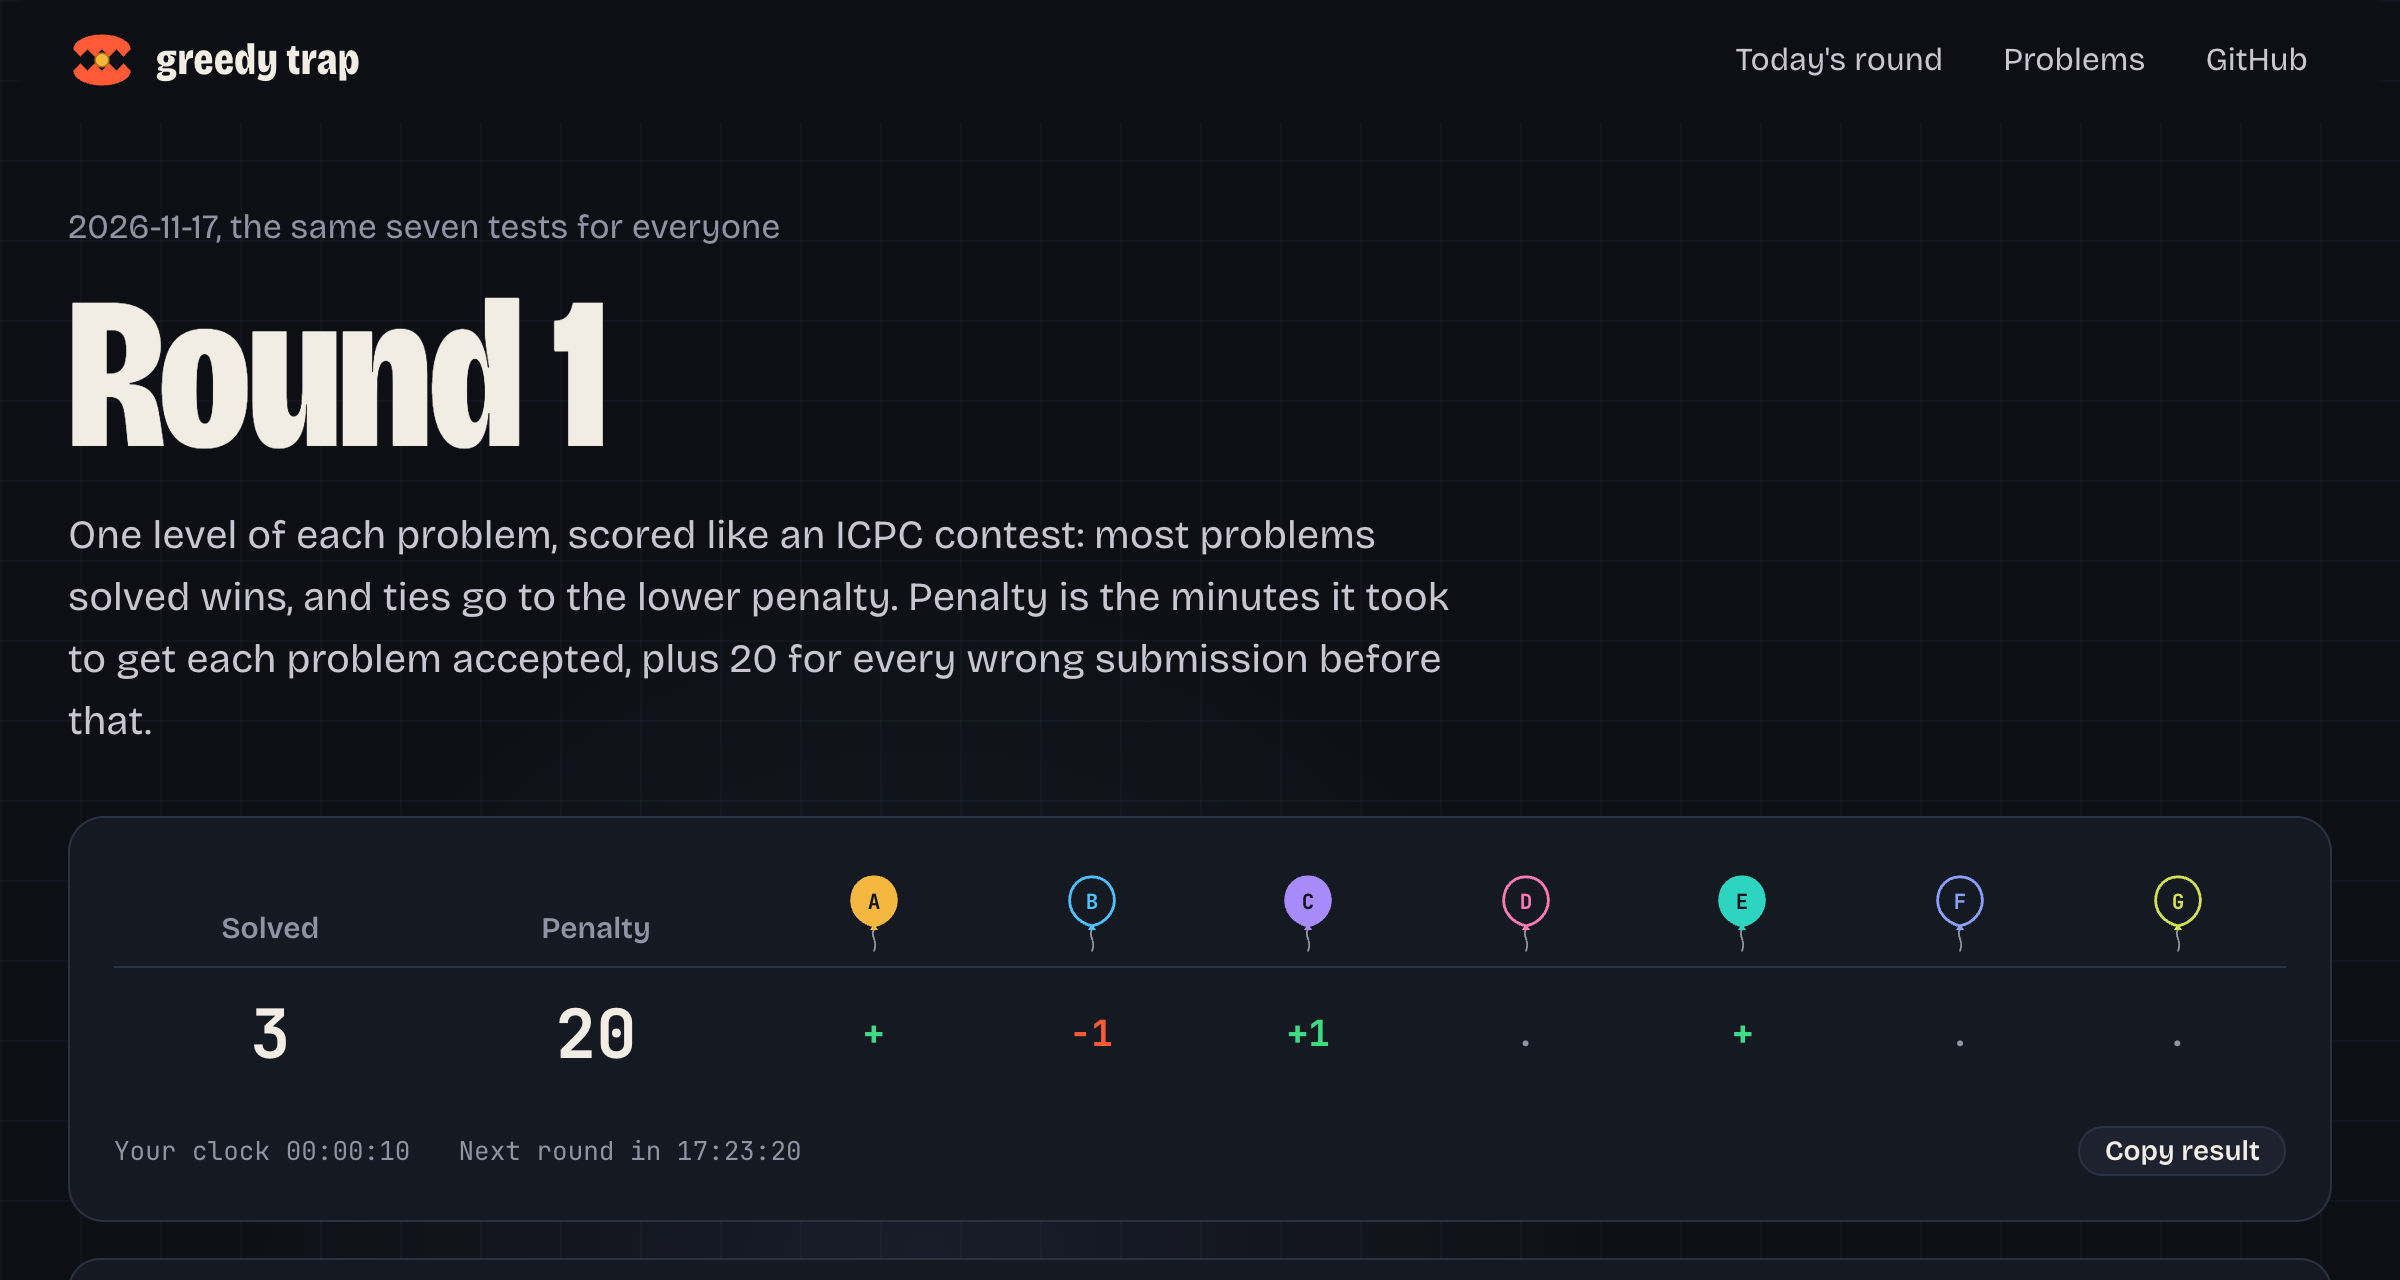 greedy trap
Today's round Problems GitHub
2026-11-17, the same seven tests for everyone
Round 1
One level of each problem, scored like an ICPC contest: most problems
solved wins, and ties go to the lower penalty. Penalty is the minutes it took
to get each problem accepted, plus 20 for every wrong submission before
that.
Solved Penalty A B C D E F G
3 20 + -1 +1 . + . .
Your clock 00:00:10 Next round in 17:23:20 Copy result